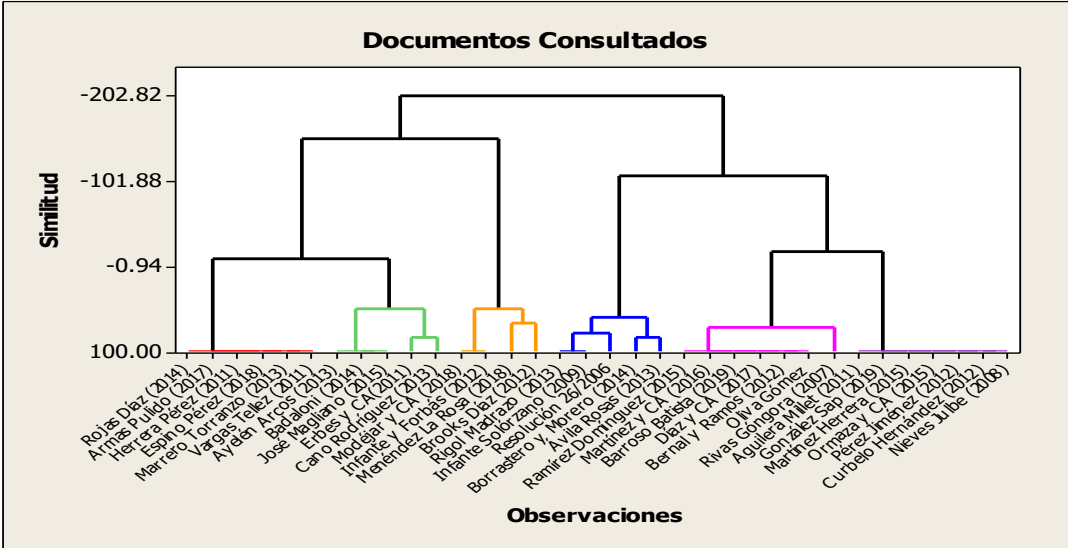 Documentos Consultados
Similitud
-202.82
-101.88
-0.94
100.00
Rojas Díaz (2014)
Armas Pulido (2017)
Herrera Pérez (2011)
Espino Pérez (2018)
Marrero y Torranzo (2013)
Vargas Tellez (2011)
Aydén Arcos (2013)
Badaloni (2014)
José Magliano (2015)
Erbes y CA (2011)
Cano Rodríguez (2013)
Modéjar y CA (2018)
Infante y Forbás (2012)
Menéndez La Rosa (2018)
Brooks Díaz (2012)
Rigol Madrazo (2013)
Infante Solórzano (2009)
Resolución 26/2006
Borrastero y, Morero (2014)
Ávila Rosas (2013)
Ramírez Dominguez (2015)
Martínez y CA (2016)
Barroso Batista (2019)
Daz y CA (2017)
Bernal y Ramos (2012)
Oliva Gómez
Rivas Góngora (2007)
Aguilera Millet (2011)
Gonzalez Sap (2019)
Martínez Herrera (2015)
Ormaza y CA (2015)
Pérez Jiménez (2012)
Curbelo Hernández (2012)
Nieves Julbe (2008)
Observaciones